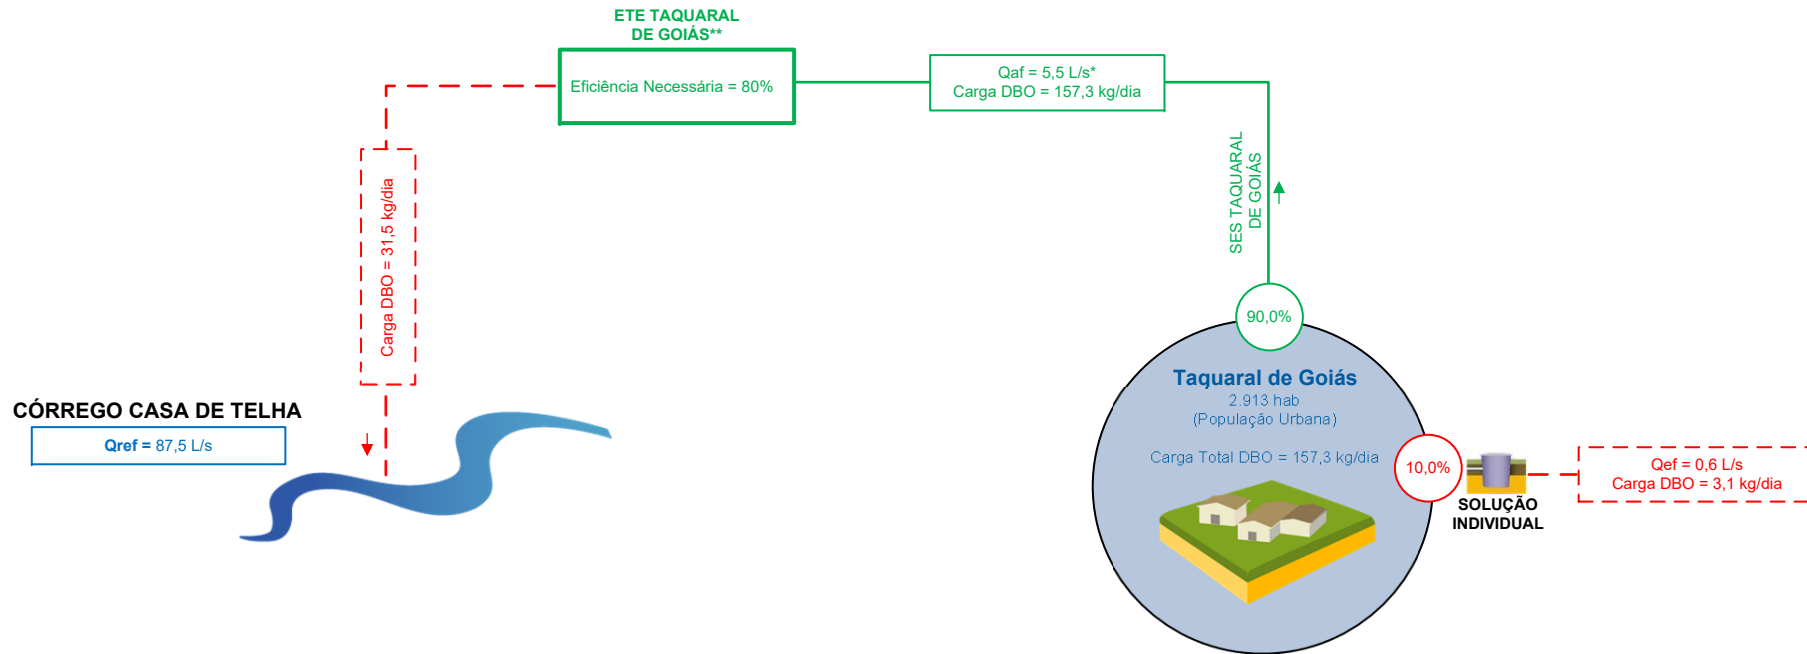 ETE TAQUARAL
DE GOIÁS**
Eficiência Necessária = 80%
Qaf = 5,5 L/s*
Carga DBO = 157,3 kg/dia
SES TAQUARAL
DE GOIÁS
Carga DBO = 31,5 kg/dia
CÓRREGO CASA DE TELHA
Qref = 87,5 L/s
90,0%
Taquaral de Goiás
2.913 hab
(População Urbana)
Carga Total DBO = 157,3 kg/dia
10,0%
SOLUÇÃO
INDIVIDUAL
Qef = 0,6 L/s
Carga DBO = 3,1 kg/dia